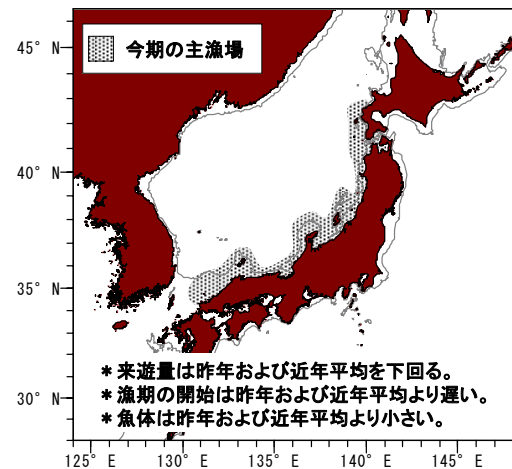 45° N
今期の主漁場
40° N
35° N
30° N
*来遊量は昨年および近年平均を下回る。
*漁期の開始は昨年および近年平均より遅い。
*魚体は昨年および近年平均より小さい。
125° E 130° E 135° E 140° E 145° E